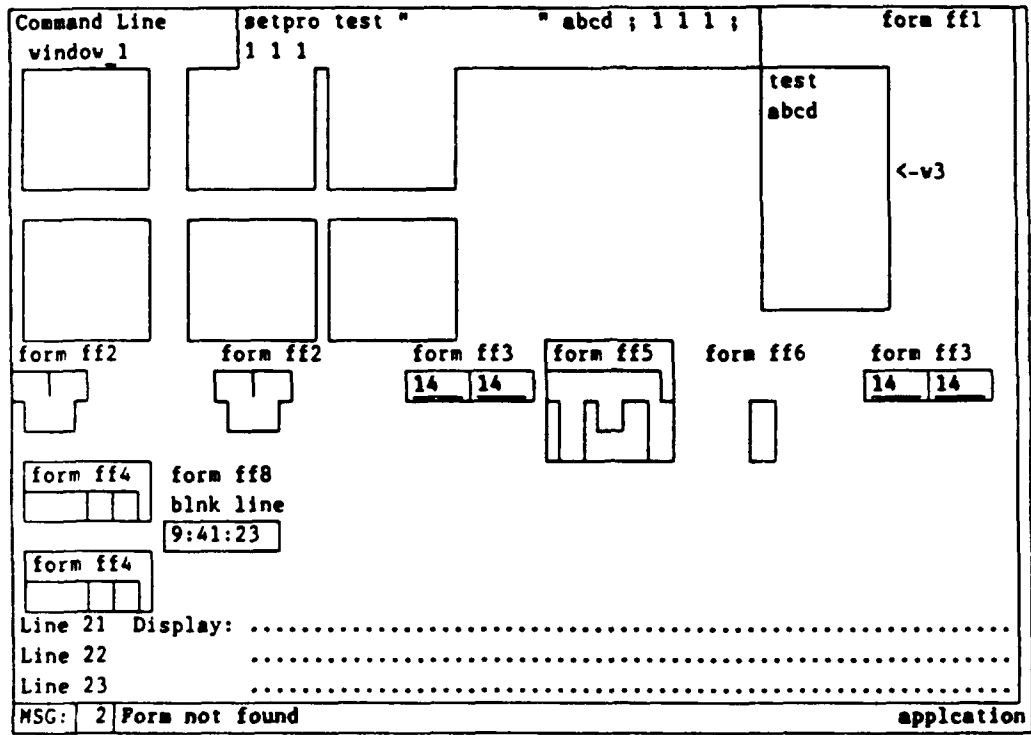 Command Line setpro test " " abcd ; 1 1 1 ; form ff1
window_1 1 1 1
test
abcd
<-w3
form ff2 form ff2 form ff3 form ff5 form ff6 form ff3
14 14 14 14
form ff4 form ff8
blnk line
9:41:23
form ff4
Line 21 Display: ............................................................
Line 22 ............................................................
Line 23 ............................................................
MSG: 2 Form not found applcation